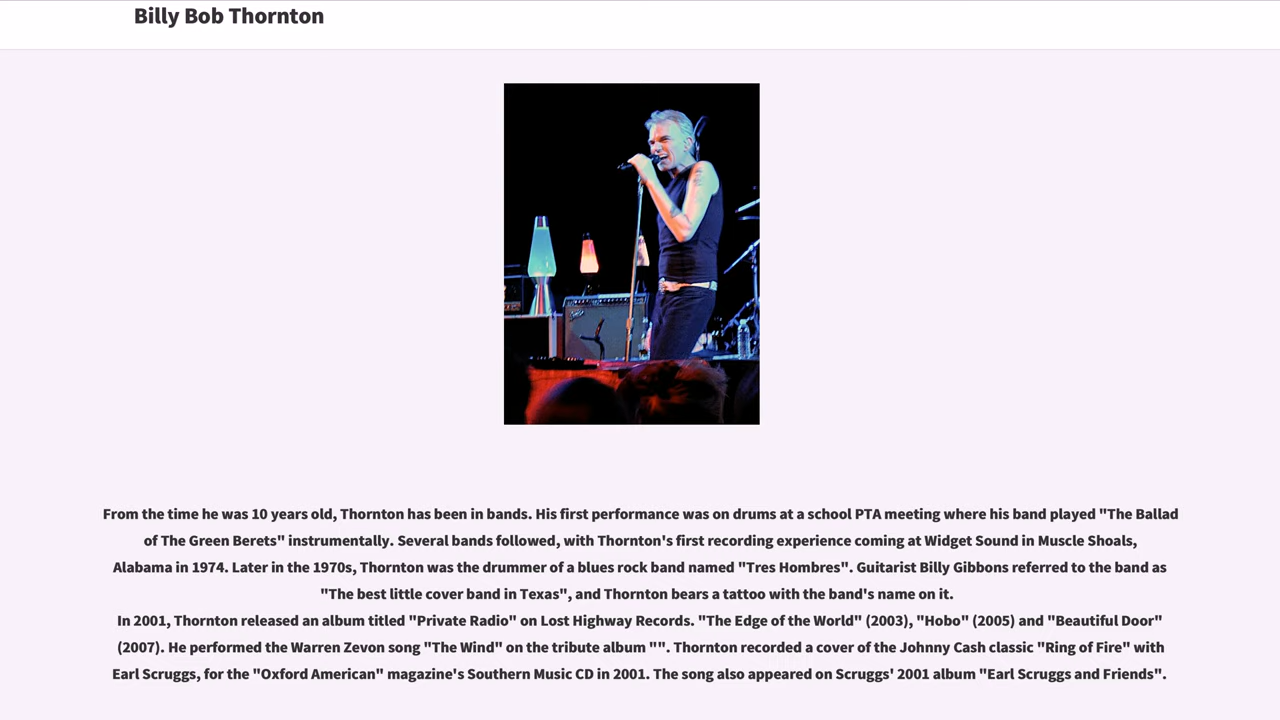 Billy Bob Thornton
From the time he was 10 years old, Thornton has been in bands. His first performance was on drums at a school PTA meeting where his band played "The Ballad
of The Green Berets" instrumentally. Several bands followed, with Thornton's first recording experience coming at Widget Sound in Muscle Shoals,
Alabama in 1974. Later in the 1970s, Thornton was the drummer of a blues rock band named "Tres Hombres". Guitarist Billy Gibbons referred to the band as
"The best little cover band in Texas", and Thornton bears a tattoo with the band's name on it.
In 2001, Thornton released an album titled "Private Radio" on Lost Highway Records. "The Edge of the World" (2003), "Hobo" (2005) and "Beautiful Door"
(2007). He performed the Warren Zevon song "The Wind" on the tribute album "". Thornton recorded a cover of the Johnny Cash classic "Ring of Fire" with
Earl Scruggs, for the "Oxford American" magazine's Southern Music CD in 2001. The song also appeared on Scruggs' 2001 album "Earl Scruggs and Friends".